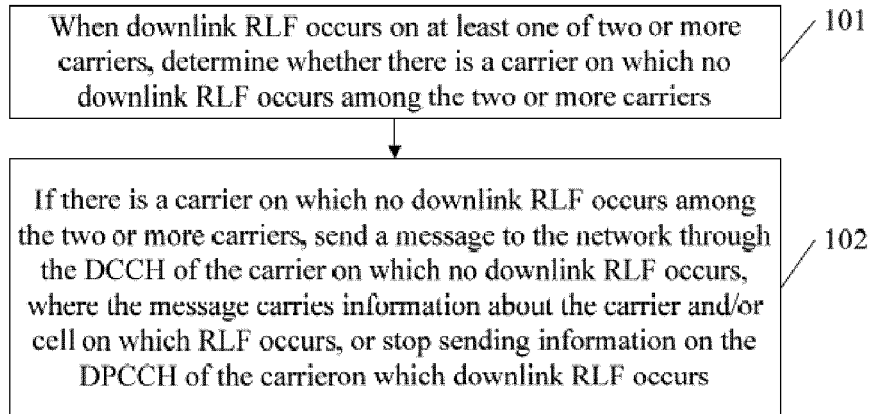 When downlink RLF occurs on at least one of two or more
carriers, determine whether there is a carrier on which no
downlink RLF occurs among the two or more carriers
101
If there is a carrier on which no downlink RLF occurs among
the two or more carriers, send a message to the network through
the DCCH of the carrier on which no downlink RLF occurs,
where the message carries information about the carrier and/or
cell on which RLF occurs, or stop sending information on the
DPCCH of the carrieron which downlink RLF occurs
102